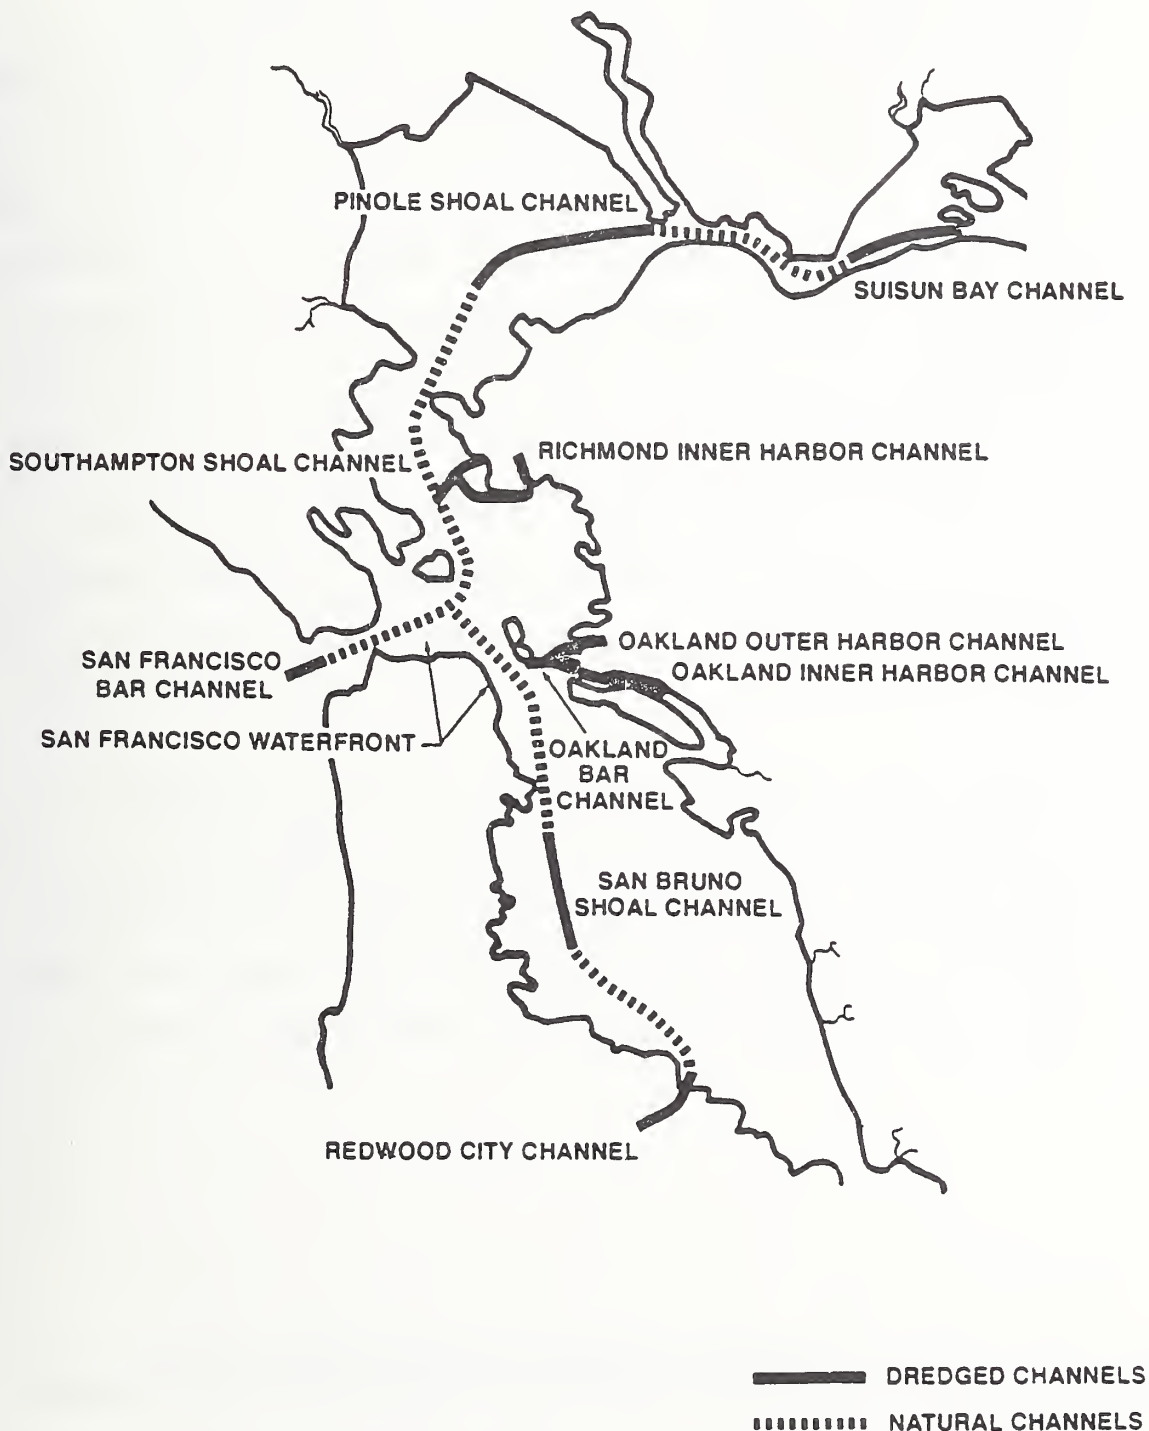 PINOLE SHOAL CHANNEL
SUISUN BAY CHANNEL
SOUTHAMPTON SHOAL CHANNEL
RICHMOND INNER HARBOR CHANNEL
OAKLAND OUTER HARBOR CHANNEL
OAKLAND INNER HARBOR CHANNEL
SAN FRANCISCO
BAR CHANNEL
SAN FRANCISCO WATERFRONT
OAKLAND
BAR
CHANNEL
SAN BRUNO
SHOAL CHANNEL
REDWOOD CITY CHANNEL
DREDGED CHANNELS
NATURAL CHANNELS